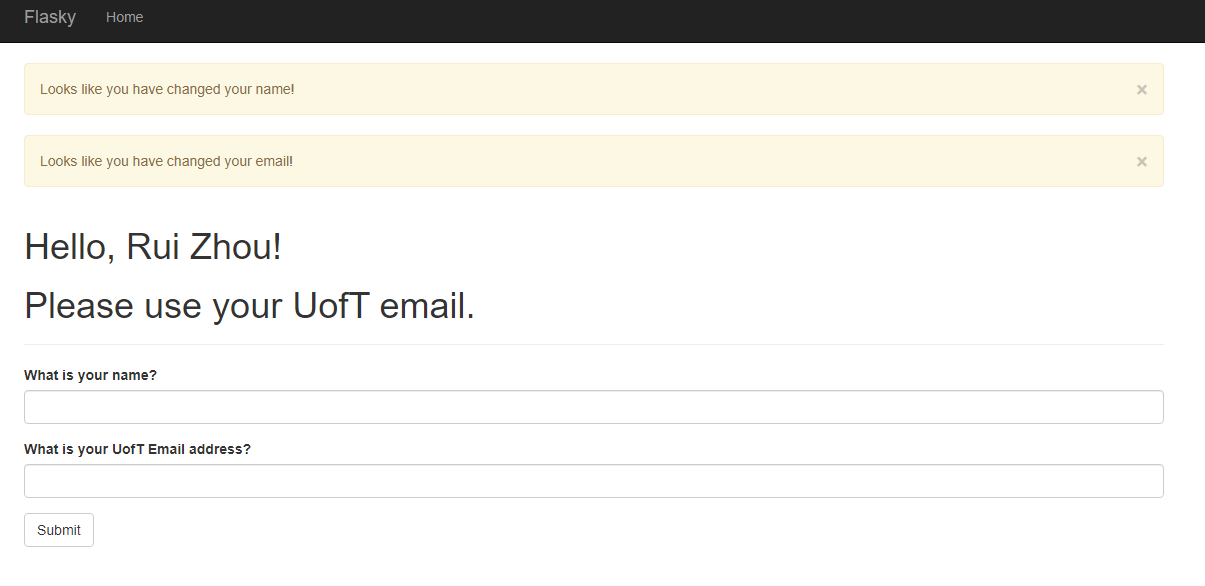 Flasky Home
Looks like you have changed your name! ×
Looks like you have changed your email! ×
Hello, Rui Zhou!
Please use your UofT email.
What is your name?
What is your UofT Email address?
Submit